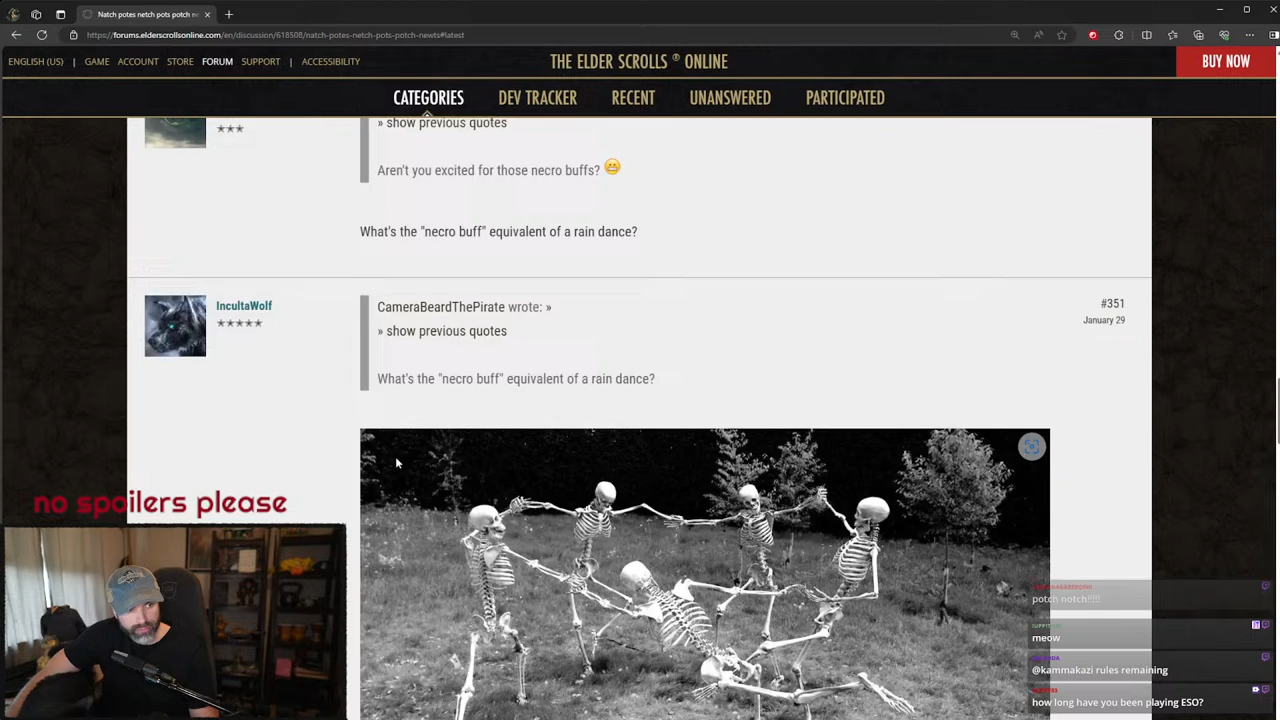 Natch potes netch pots potch ne
https://forums.elderscrollsonline.com/en/discussion/618508/natch-potes-netch-pots-potch-newts#latest
ENGLISH (US) | GAME ACCOUNT STORE FORUM SUPPORT | ACCESSIBILITY
THE ELDER SCROLLS ® ONLINE
BUY NOW
CATEGORIES DEV TRACKER RECENT UNANSWERED PARTICIPATED
» show previous quotes
Aren't you excited for those necro buffs?
What's the "necro buff" equivalent of a rain dance?
IncultaWolf
CameraBeardThePirate wrote: »
#351
» show previous quotes
January 29
What's the "necro buff" equivalent of a rain dance?
no spoilers please
potch notch!!!!!
meow
@kammakazi rules remaining
how long have you been playing ESO?